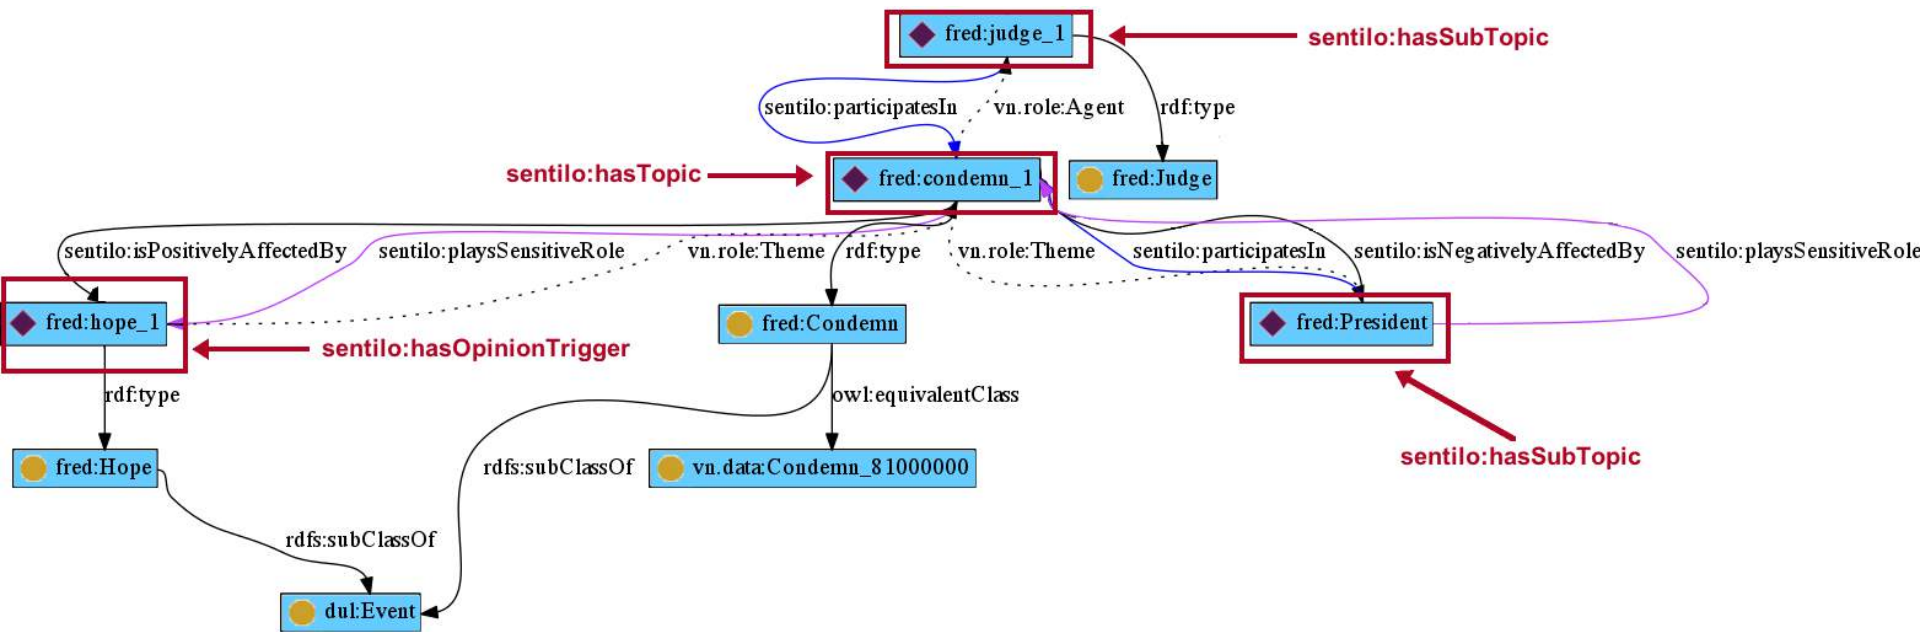 fred:judge_1
sentilo:hasSubTopic
sentilo:participatesIn
vn.role:Agent
rdf:type
sentilo:hasTopic
fred:condemn_1
fred:Judge
sentilo:isPositivelyAffectedBy
sentilo:playsSensitiveRole
vn.role:Theme
rdf:type
vn.role:Theme
sentilo:participatesIn
sentilo:isNegativelyAffectedBy
sentilo:playsSensitiveRole
fred:hope_1
fred:Condemn
fred:President
sentilo:hasOpinionTrigger
rdf:type
owl:equivalentClass
sentilo:hasSubTopic
fred:Hope
rdfs:subClassOf
vn.data:Condemn_81000000
rdfs:subClassOf
dul:Event